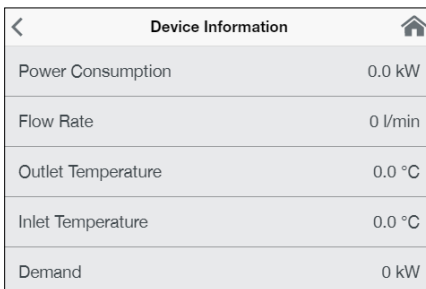 Device Information
Power Consumption 0.0 kW
Flow Rate 0 l/min
Outlet Temperature 0.0 °C
Inlet Temperature 0.0 °C
Demand 0 kW